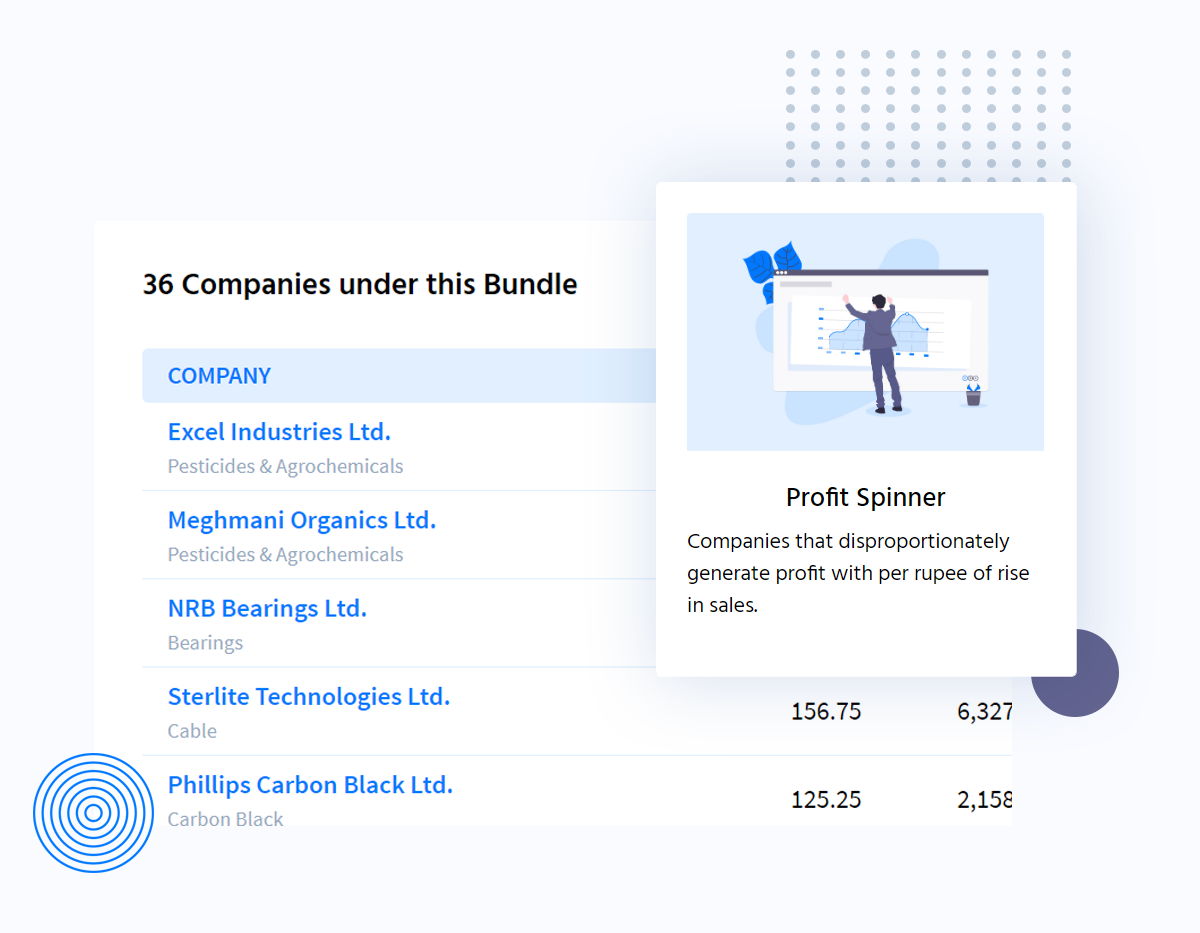 36 Companies under this Bundle
COMPANY
Excel Industries Ltd.
Pesticides & Agrochemicals
Meghmani Organics Ltd.
Pesticides & Agrochemicals
NRB Bearings Ltd.
Bearings
Sterlite Technologies Ltd.
156.75 6,327
Cable
Phillips Carbon Black Ltd.
125.25 2,158
Carbon Black
Profit Spinner
Companies that disproportionately
generate profit with per rupee of rise
in sales.